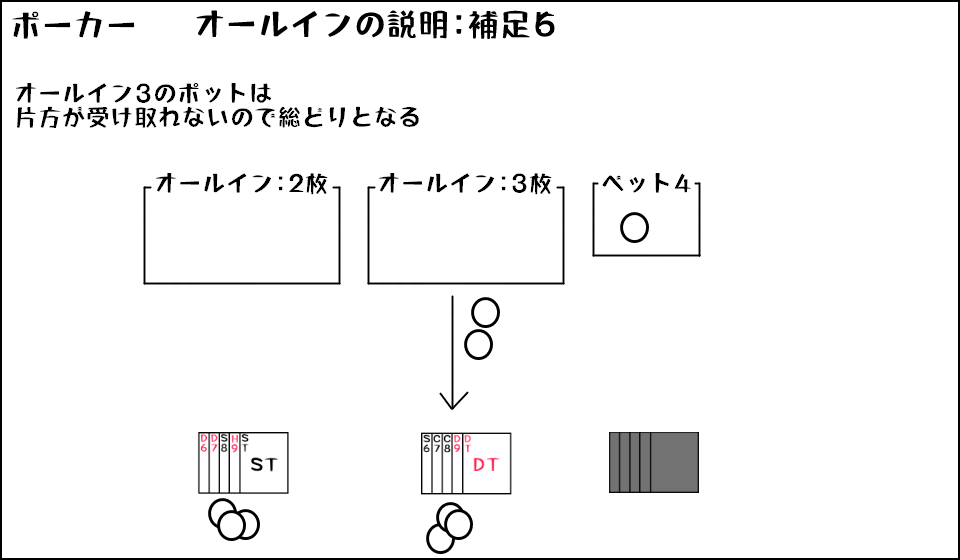 ポーカー　　オールインの説明:補足5
オールイン3のポットは
片方が受け取れないので総どりとなる
オールイン:2枚　オールイン:3枚　ベット4
D D S H S
6 7 8 9 T
ST
S C C D D
6 7 8 9 T
DT